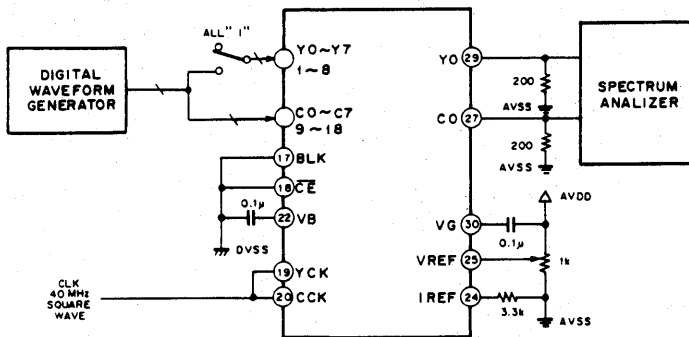 ALL" 1"
DIGITAL
WAVEFORM
GENERATOR
Y0~Y7
1~8
C0~C7
9~18
17 BLK
18 CE
0.1μ
22 VB
DVSS
19 YCK
20 CCK
CLK
40 MHz
SQUARE
WAVE
YO 29
200
AVSS
CO 27
200
AVSS
SPECTRUM
ANALIZER
AVDD
VG 30
0.1μ
VREF 25
1k
IREF 24
3.3k
AVSS